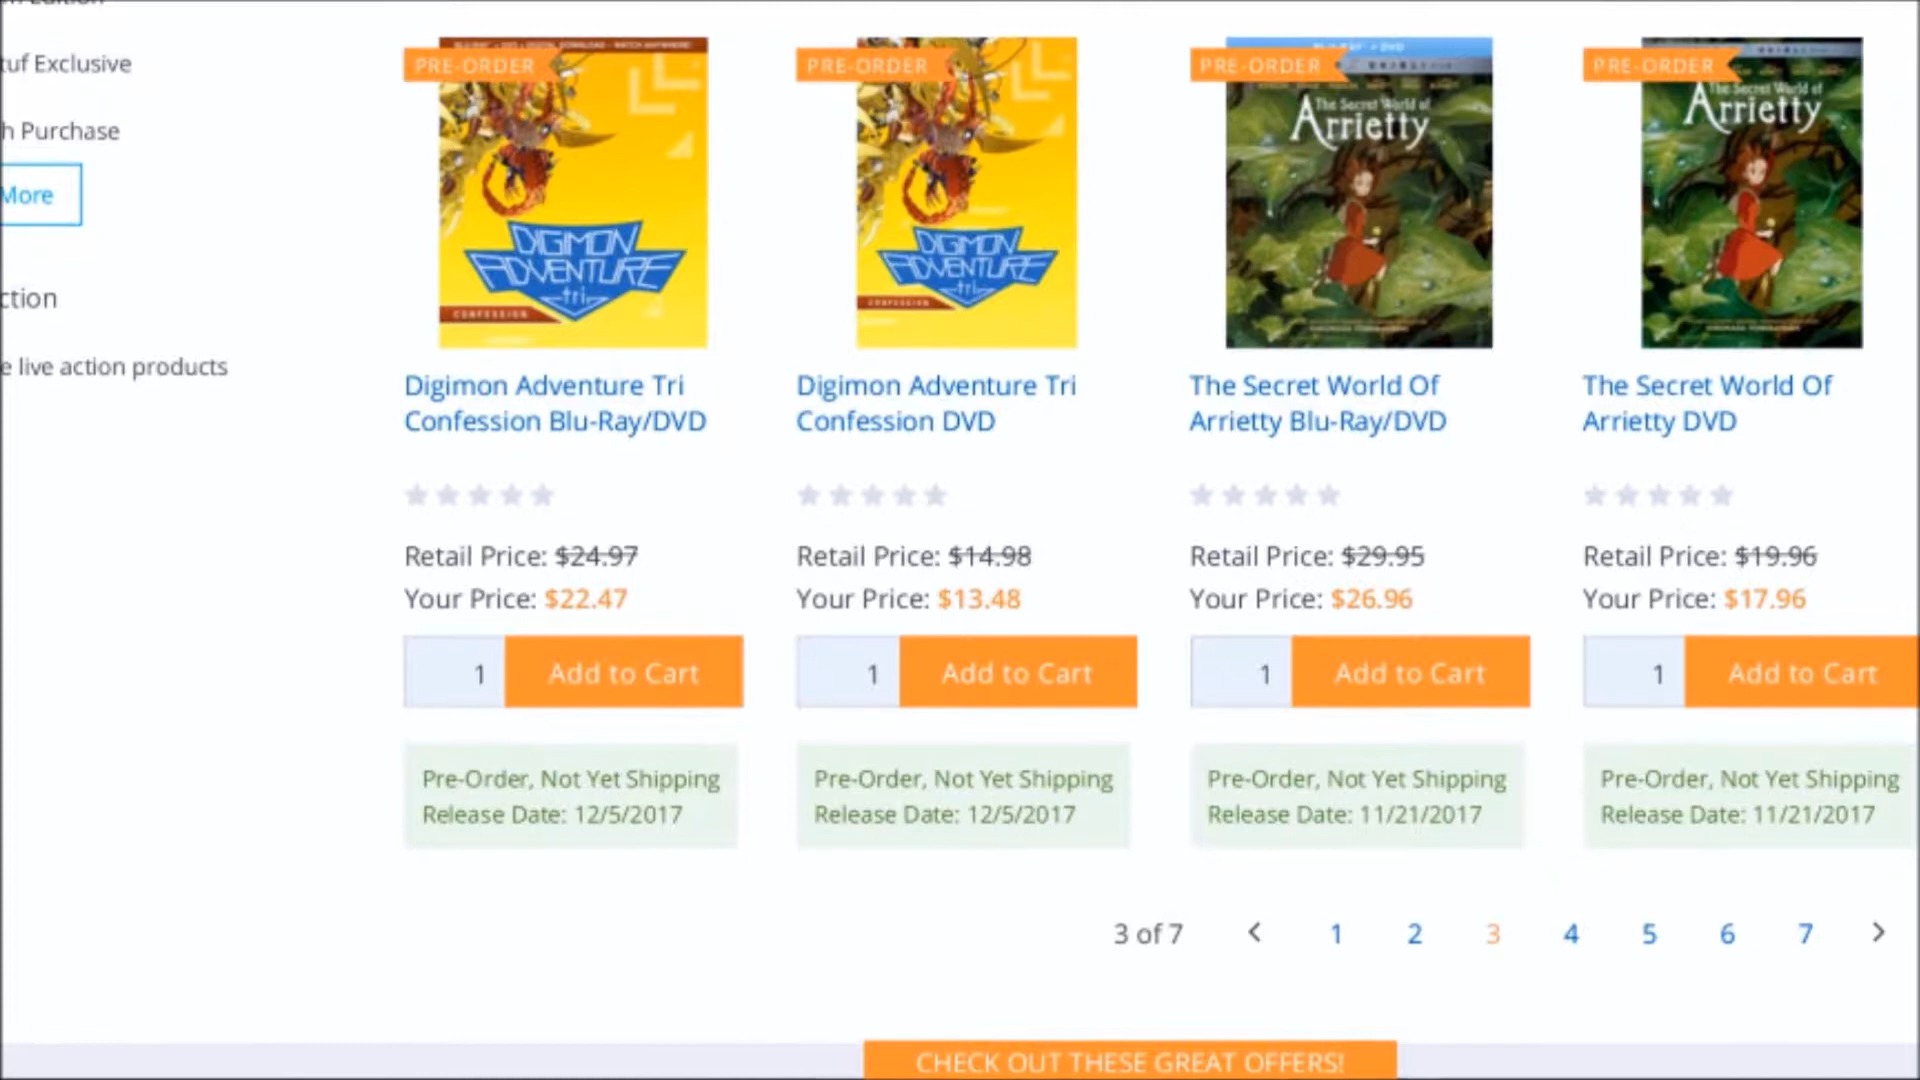 tuf Exclusive
h Purchase
More
ction
e live action products
PRE-ORDER
PRE-ORDER
PRE-ORDER
PRE-ORDER
DIGIMON
ADVENTURE
tri.
CONFESSION
DIGIMON
ADVENTURE
tri.
CONFESSION
The Secret World of
Arrietty
The Secret World of
Arrietty
Digimon Adventure Tri
Confession Blu-Ray/DVD
Digimon Adventure Tri
Confession DVD
The Secret World Of
Arrietty Blu-Ray/DVD
The Secret World Of
Arrietty DVD
Retail Price: $24.97
Your Price: $22.47
Retail Price: $14.98
Your Price: $13.48
Retail Price: $29.95
Your Price: $26.96
Retail Price: $19.96
Your Price: $17.96
1 Add to Cart
1 Add to Cart
1 Add to Cart
1 Add to Cart
Pre-Order, Not Yet Shipping
Release Date: 12/5/2017
Pre-Order, Not Yet Shipping
Release Date: 12/5/2017
Pre-Order, Not Yet Shipping
Release Date: 11/21/2017
Pre-Order, Not Yet Shipping
Release Date: 11/21/2017
3 of 7 < 1 2 3 4 5 6 7 >
CHECK OUT THESE GREAT OFFERS!